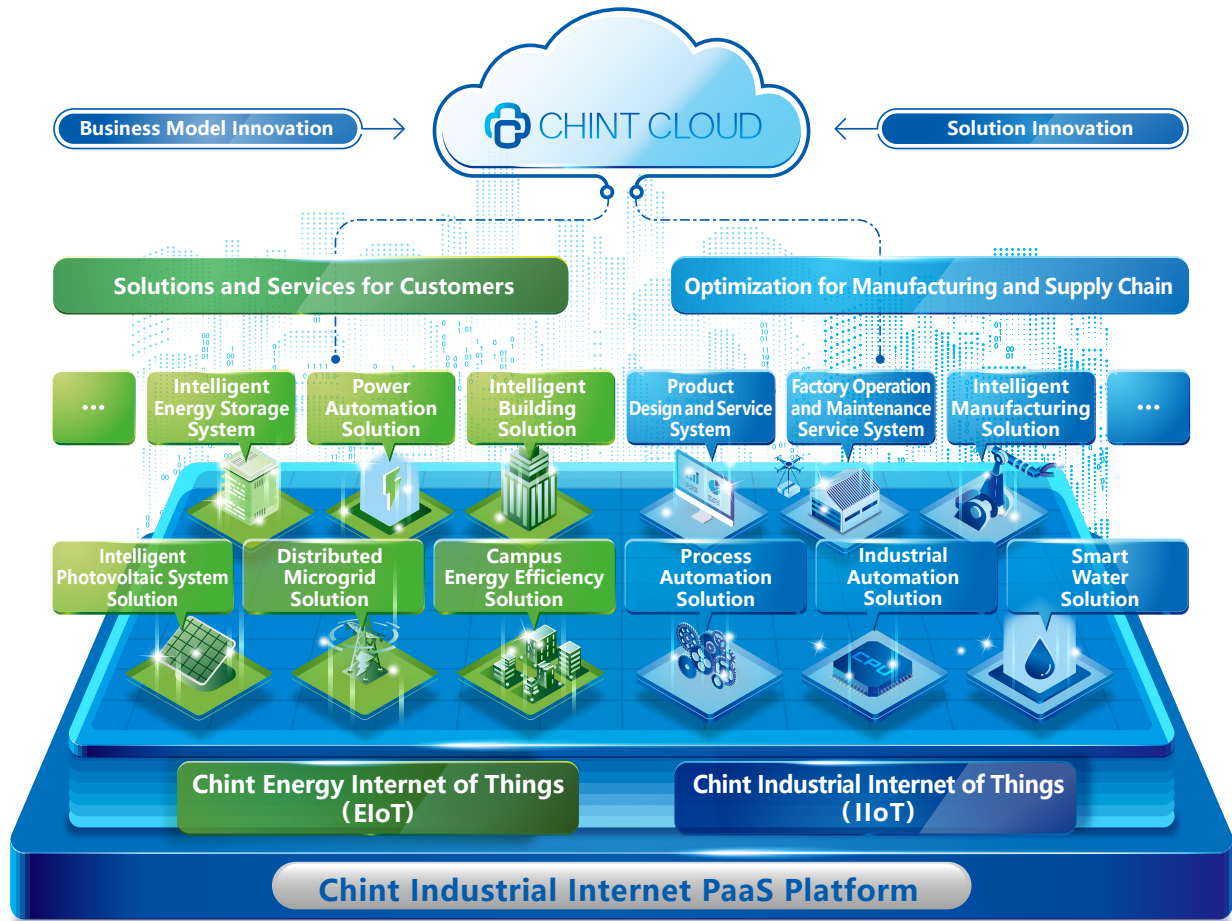 CHINT CLOUD
Business Model Innovation
Solution Innovation
Solutions and Services for Customers
Optimization for Manufacturing and Supply Chain
...
Intelligent
Energy Storage
System
Power
Automation
Solution
Intelligent
Building
Solution
Product
Design and Service
System
Factory Operation
and Maintenance
Service System
Intelligent
Manufacturing
Solution
...
Intelligent
Photovoltaic System
Solution
Distributed
Microgrid
Solution
Campus
Energy Efficiency
Solution
Process
Automation
Solution
Industrial
Automation
Solution
Smart
Water
Solution
CPU
Chint Energy Internet of Things
(EIoT)
Chint Industrial Internet of Things
(IIoT)
Chint Industrial Internet PaaS Platform